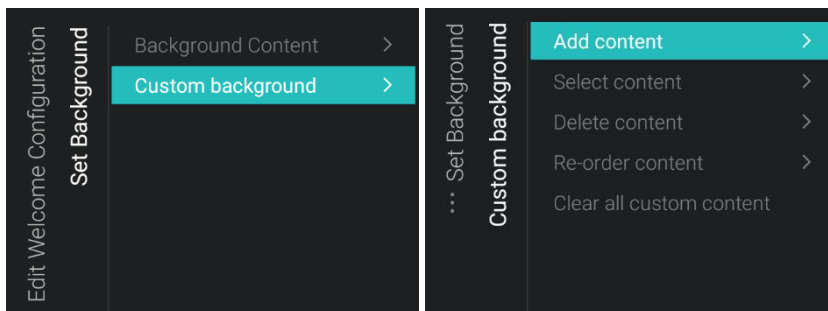 Edit Welcome Configuration
Set Background
Background Content
Custom background
... Set Background
Custom background
Add content
Select content
Delete content
Re-order content
Clear all custom content